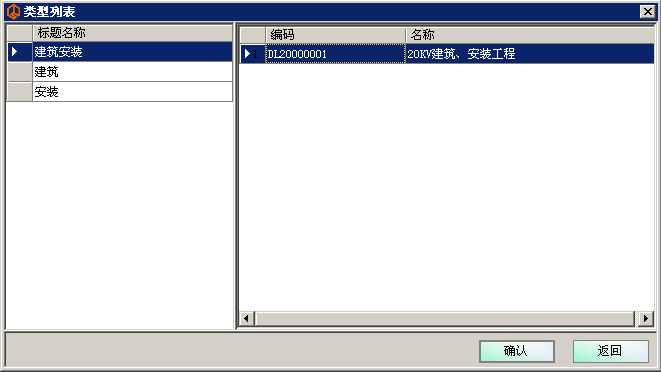 类型列表
标题名称
建筑安装
建筑
安装
编码 名称
1 DL20000001 20KV建筑、安装工程
确认 返回